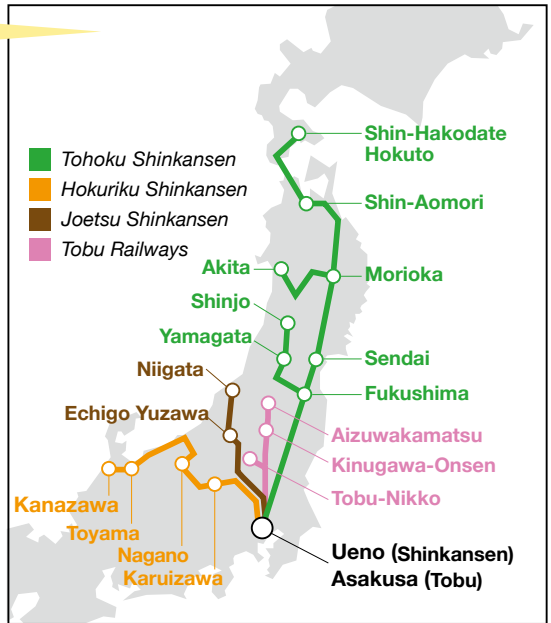 Shin-Hakodate
Hokuto
Tohoku Shinkansen
Hokuriku Shinkansen
Joetsu Shinkansen
Tobu Railways
Shin-Aomori
Akita
Morioka
Shinjo
Yamagata
Sendai
Niigata
Fukushima
Echigo Yuzawa
Aizuwakamatsu
Kinugawa-Onsen
Tobu-Nikko
Kanazawa
Toyama
Nagano
Karuizawa
Ueno (Shinkansen)
Asakusa (Tobu)